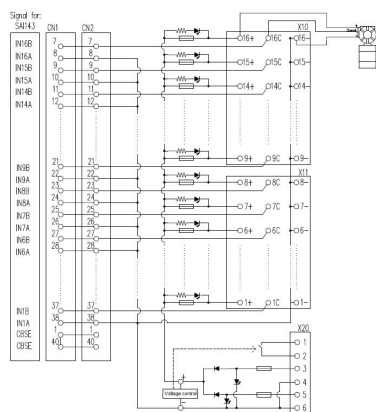 Signal for:
SAI143 CN1 CN2 X10
IN16B 7 7 16+ 16C 16-
IN16A 8 8
IN15B 9 9 15+ 15C 15-
IN15A 10 10
IN14B 11 11 14+ 14C 14-
IN14A 12 12
IN9B 21 21 9+ 9C 9-
IN9A 22 22 X11
IN8B 23 23 8+ 8C 8-
IN8A 24 24
IN7B 25 25 7+ 7C 7-
IN7A 26 26
IN6B 27 27 6+ 6C 6-
IN6A 28 28
IN1B 37 37 1+ 1C 1-
IN1A 38 38
CBSE 1 1 X20
CBSE 40 40 1
2
+ 3
Voltage control 4
- 5
6